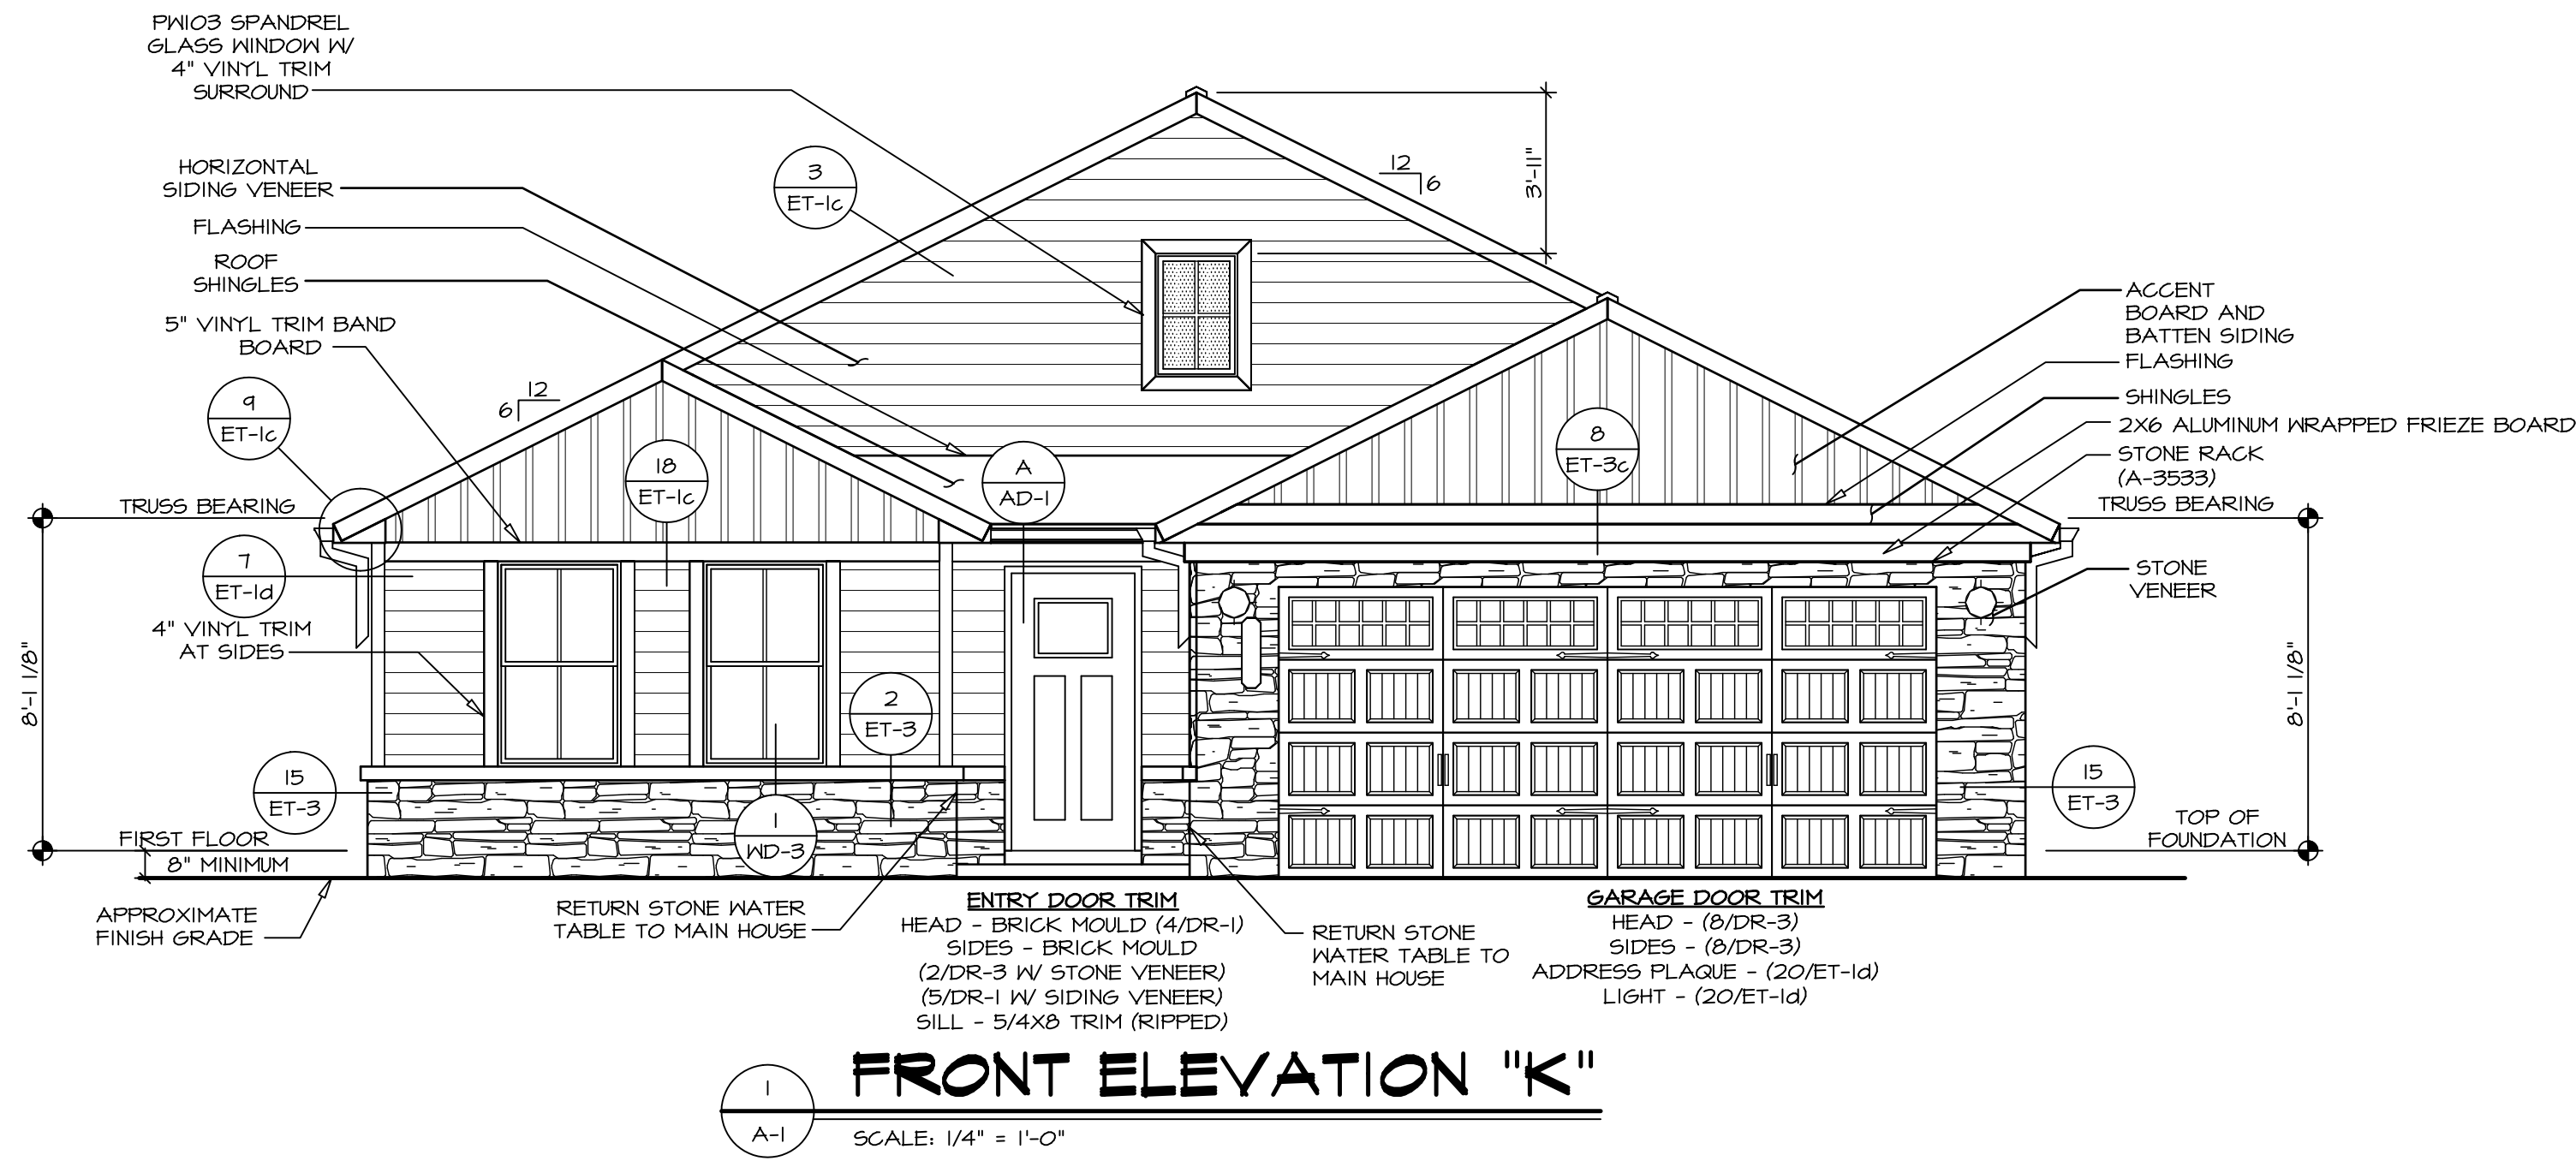 PW103 SPANDREL
GLASS WINDOW W/
4" VINYL TRIM
SURROUND
HORIZONTAL
SIDING VENEER
FLASHING
ROOF
SHINGLES
5" VINYL TRIM BAND
BOARD
9
ET-1c
TRUSS BEARING
7
ET-1d
4" VINYL TRIM
AT SIDES
8'-1 1/8"
15
ET-3
FIRST FLOOR
8" MINIMUM
APPROXIMATE
FINISH GRADE
3
ET-1c
12
6
18
ET-1c
A
AD-1
2
ET-3
1
WD-3
12
6
3'-11"
8
ET-3c
ACCENT
BOARD AND
BATTEN SIDING
FLASHING
SHINGLES
2X6 ALUMINUM WRAPPED FRIEZE BOARD
STONE RACK
(A-3533)
TRUSS BEARING
STONE
VENEER
8'-1 1/8"
15
ET-3
TOP OF
FOUNDATION
RETURN STONE WATER
TABLE TO MAIN HOUSE
ENTRY DOOR TRIM
HEAD - BRICK MOULD (4/DR-1)
SIDES - BRICK MOULD
(2/DR-3 W/ STONE VENEER)
(5/DR-1 W/ SIDING VENEER)
SILL - 5/4X8 TRIM (RIPPED)
RETURN STONE
WATER TABLE TO
MAIN HOUSE
GARAGE DOOR TRIM
HEAD - (8/DR-3)
SIDES - (8/DR-3)
ADDRESS PLAQUE - (20/ET-1d)
LIGHT - (20/ET-1d)
1
A-1
FRONT ELEVATION "K"
SCALE: 1/4" = 1'-0"